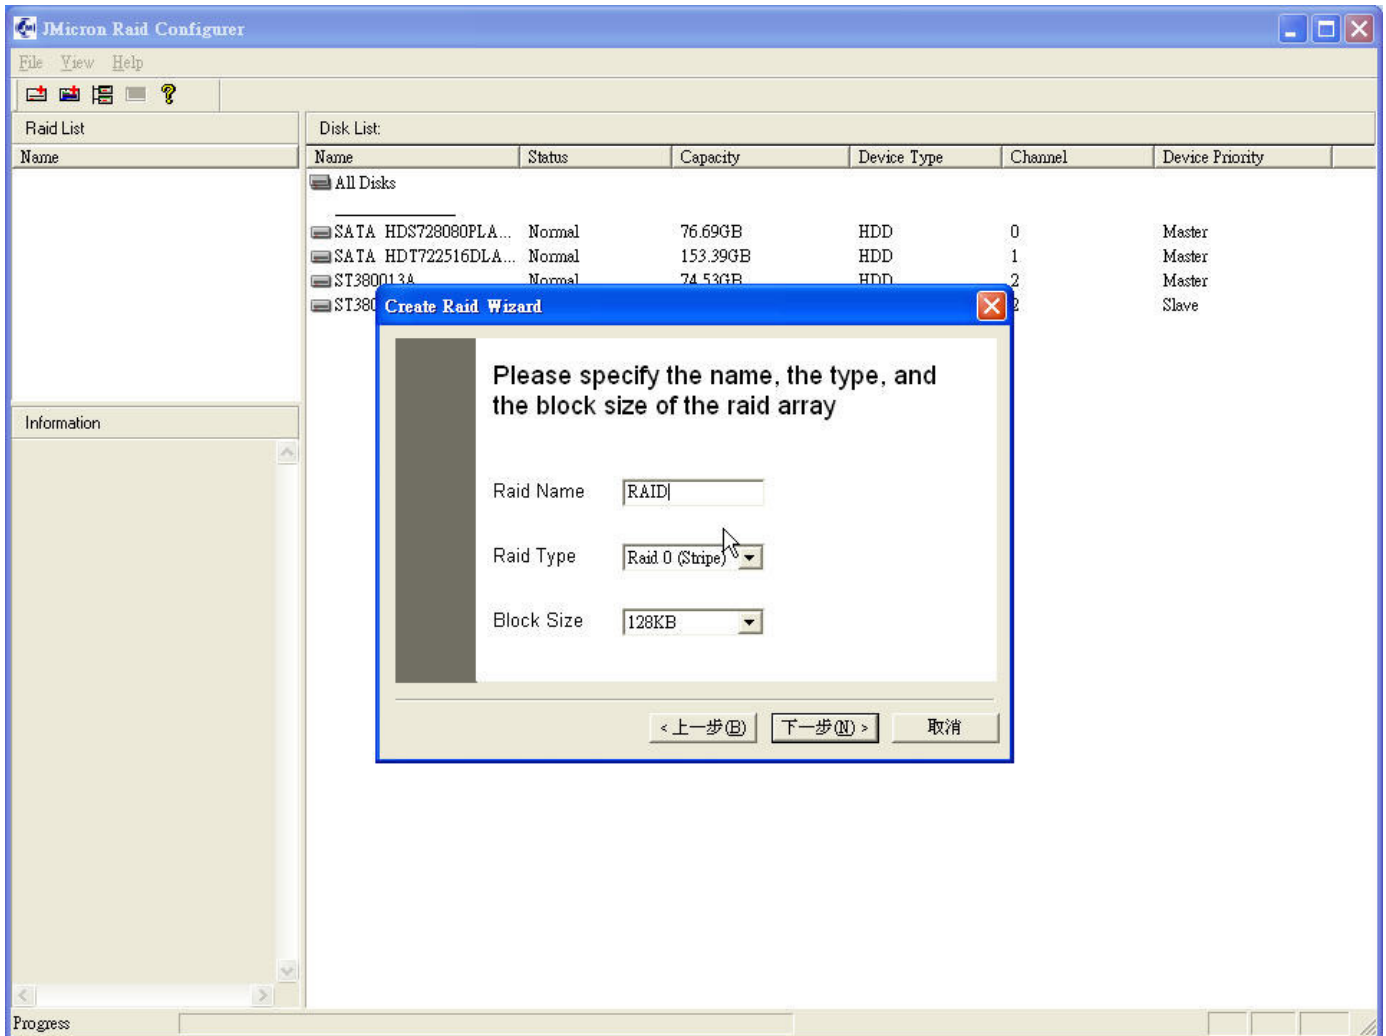 JMicron Raid Configurer
File View Help
Raid List
Disk List:
Name
Name Status Capacity Device Type Channel Device Priority
All Disks
SATA HDS728080PLA... Normal 76.69GB HDD 0 Master
SATA HDT722516DLA... Normal 153.39GB HDD 1 Master
ST380013A Normal 74.53GB HDD 2 Master
ST380 2 Slave
Create Raid Wizard
Please specify the name, the type, and
the block size of the raid array
Raid Name RAID
Raid Type Raid 0 (Stripe)
Block Size 128KB
<上一步(B) 下一步(N)> 取消
Information
Progress